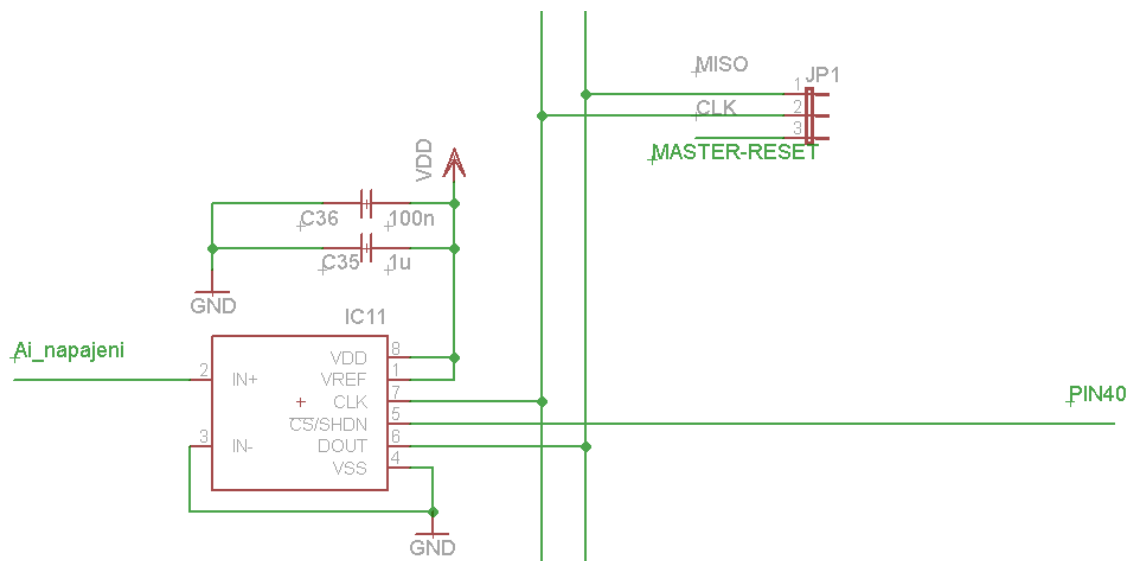 MISO
JP1
1
CLK
2
3
MASTER-RESET
VDD
C36
100n
C35
1u
GND
IC11
Ai_napajeni
2
IN+
VDD
8
VREF
1
CLK
7
PIN40
CS/SHDN
5
3
IN-
DOUT
6
VSS
4
GND